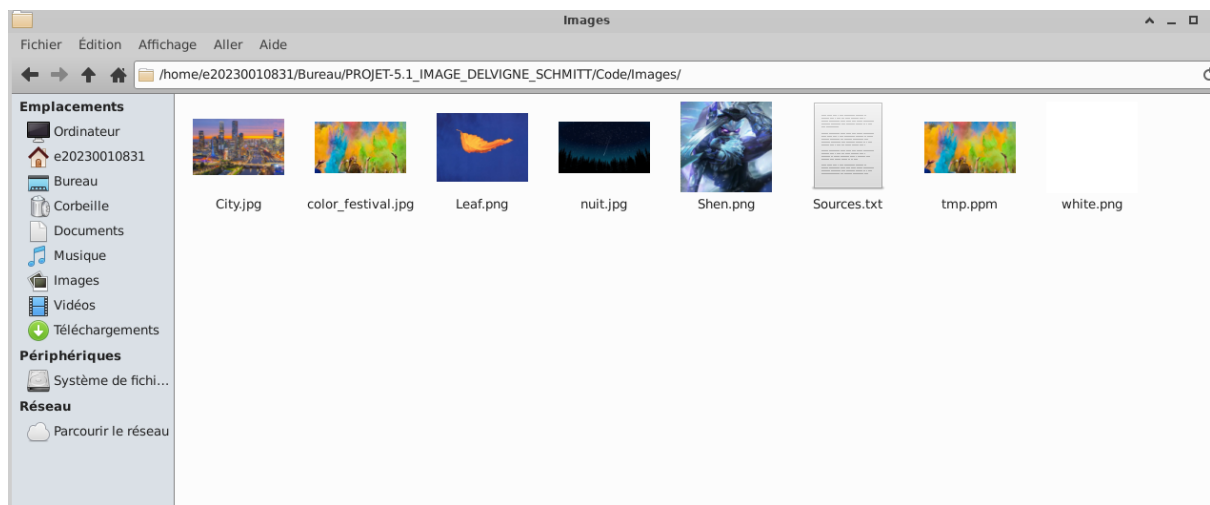 Images
Fichier Édition Affichage Aller Aide
/home/e20230010831/Bureau/PROJET-5.1_IMAGE_DELVIGNE_SCHMITT/Code/Images/
Emplacements
Ordinateur
e20230010831
Bureau
Corbeille
Documents
Musique
Images
Vidéos
Téléchargements
Périphériques
Système de fichi...
Réseau
Parcourir le réseau
City.jpg color_festival.jpg Leaf.png nuit.jpg Shen.png Sources.txt tmp.ppm white.png